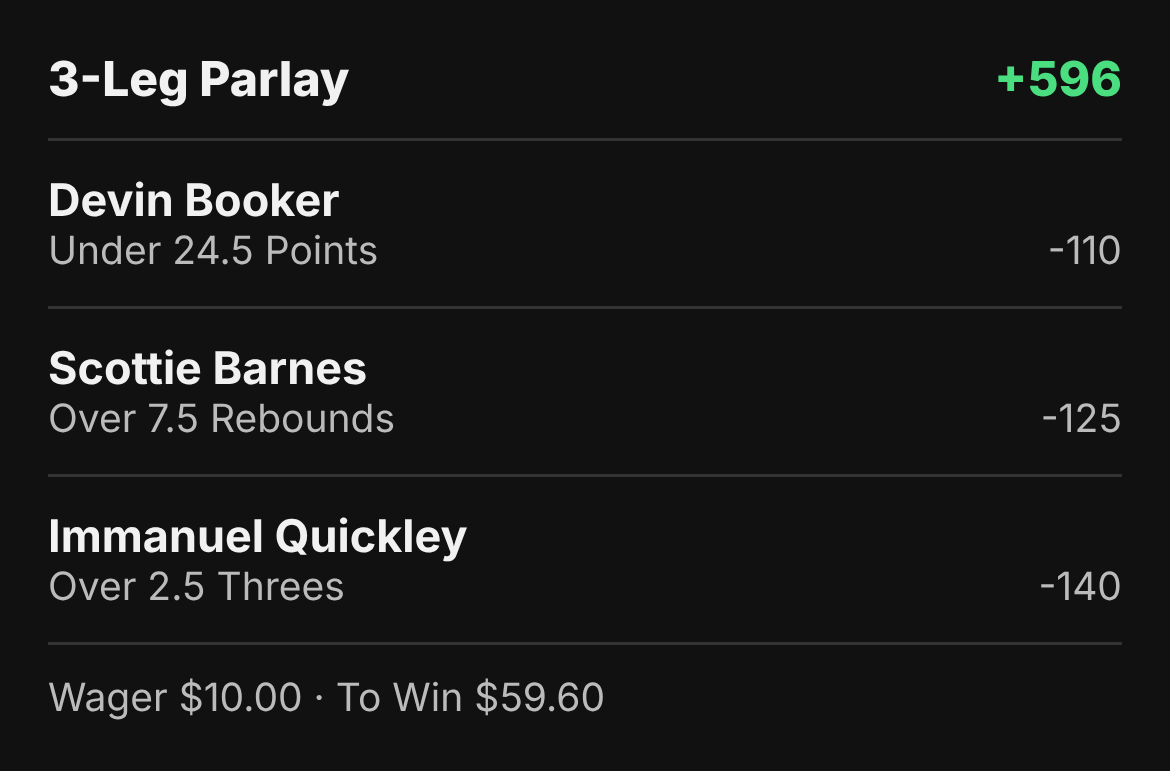 3-Leg Parlay +596
Devin Booker
Under 24.5 Points -110
Scottie Barnes
Over 7.5 Rebounds -125
Immanuel Quickley
Over 2.5 Threes -140
Wager $10.00 · To Win $59.60